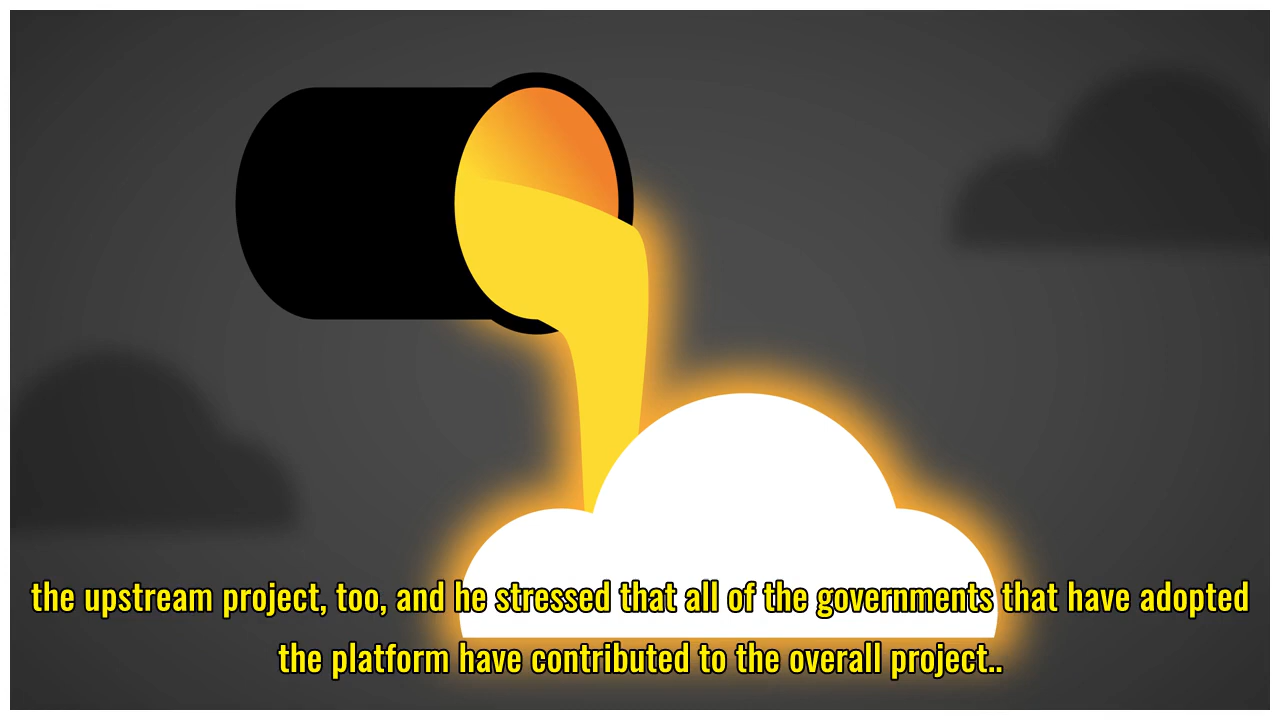 the upstream project, too, and he stressed that all of the governments that have adopted
the platform have contributed to the overall project..